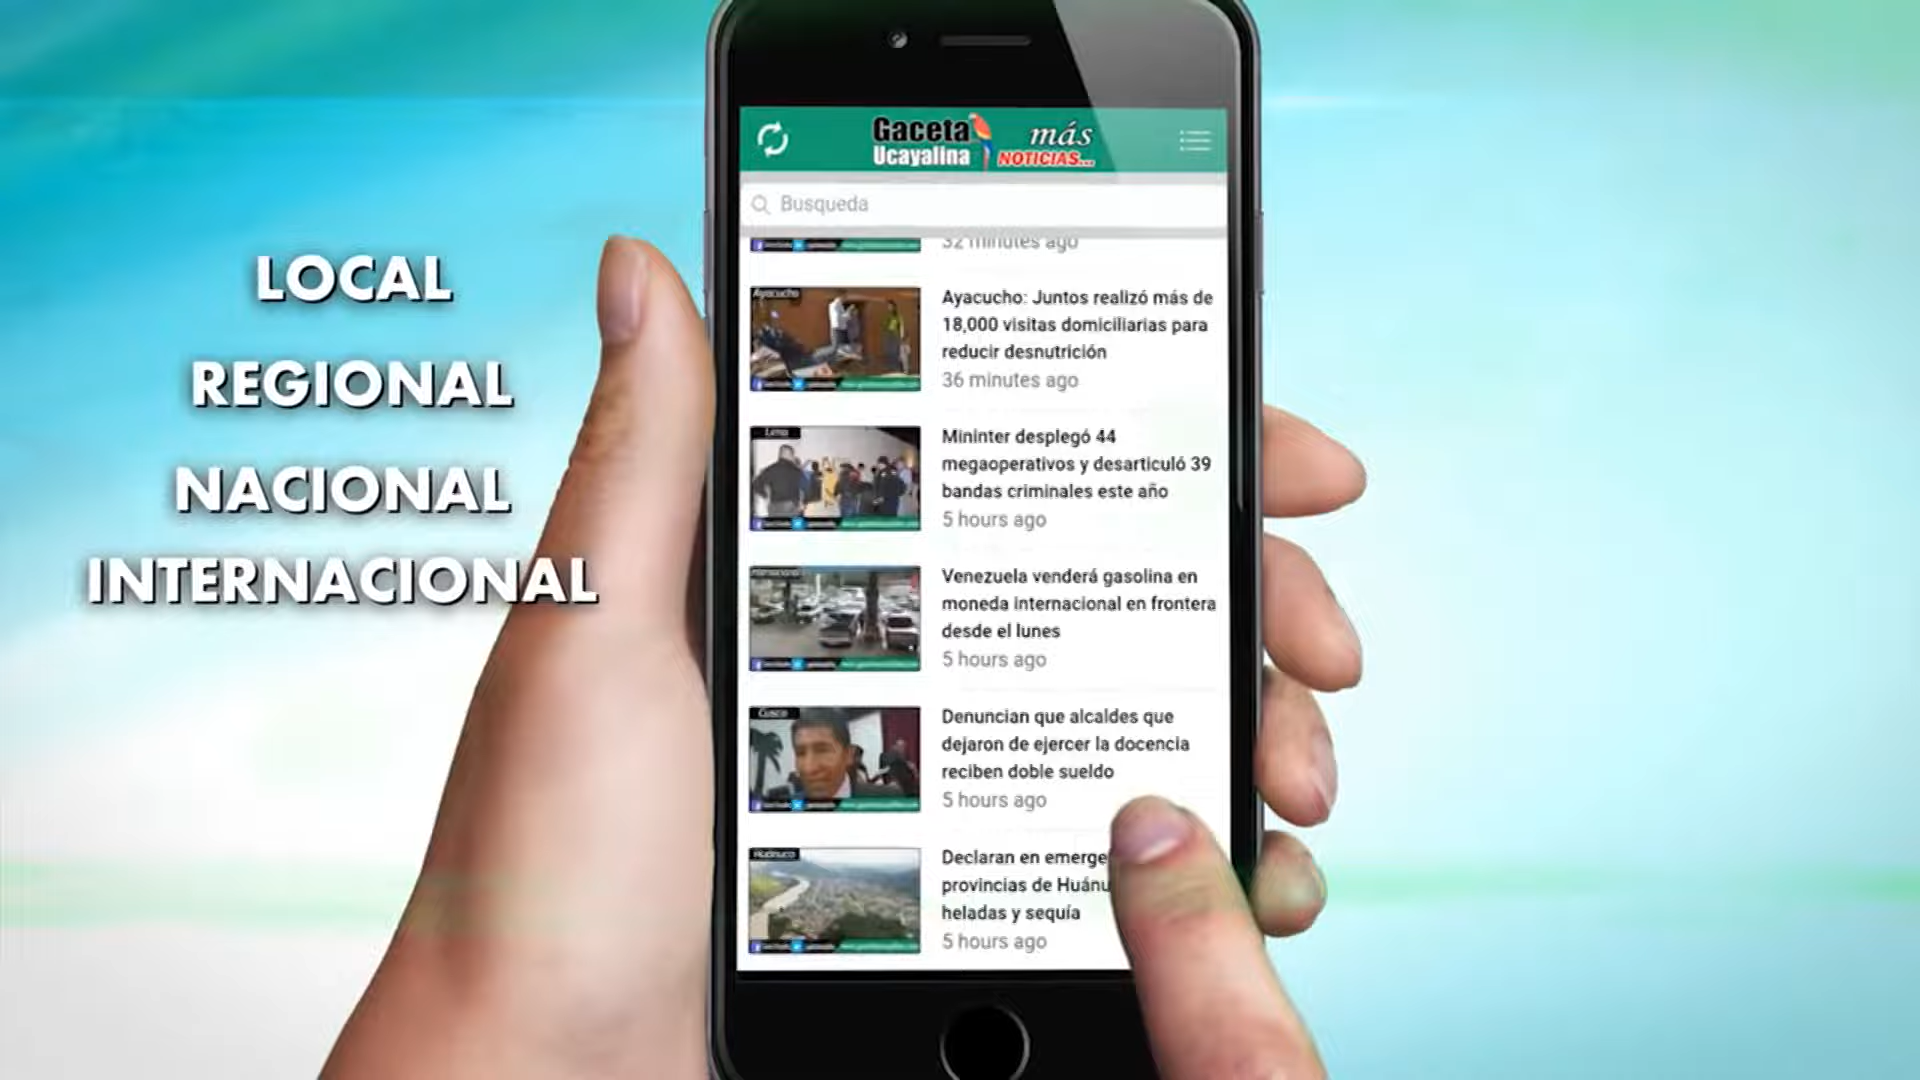 LOCAL
REGIONAL
NACIONAL
INTERNACIONAL
Gaceta
Ucayalina
más
NOTICIAS...
Busqueda
32 minutes ago
Ayacucho
Ayacucho: Juntos realizó más de
18,000 visitas domiciliarias para
reducir desnutrición
36 minutes ago
Lima
Mininter desplegó 44
megaoperativos y desarticuló 39
bandas criminales este año
5 hours ago
Venezuela venderá gasolina en
moneda internacional en frontera
desde el lunes
5 hours ago
Cusco
Denuncian que alcaldes que
dejaron de ejercer la docencia
reciben doble sueldo
5 hours ago
Huánuco
Declaran en emerge
provincias de Huánu
heladas y sequía
5 hours ago